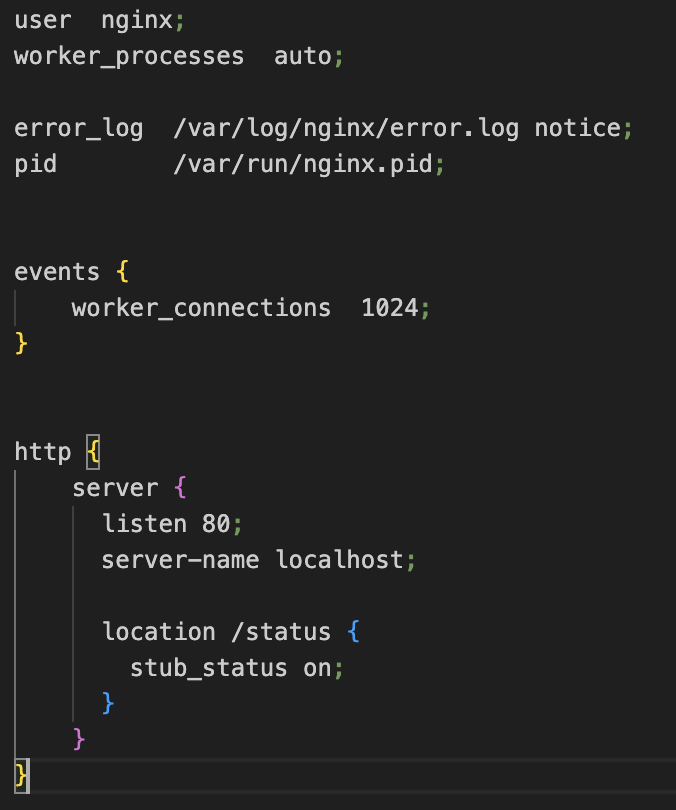 user  nginx;
worker_processes  auto;
error_log  /var/log/nginx/error.log notice;
pid        /var/run/nginx.pid;
events {
    worker_connections  1024;
}
http {
    server {
      listen 80;
      server-name localhost;
      location /status {
        stub_status on;
      }
    }
}